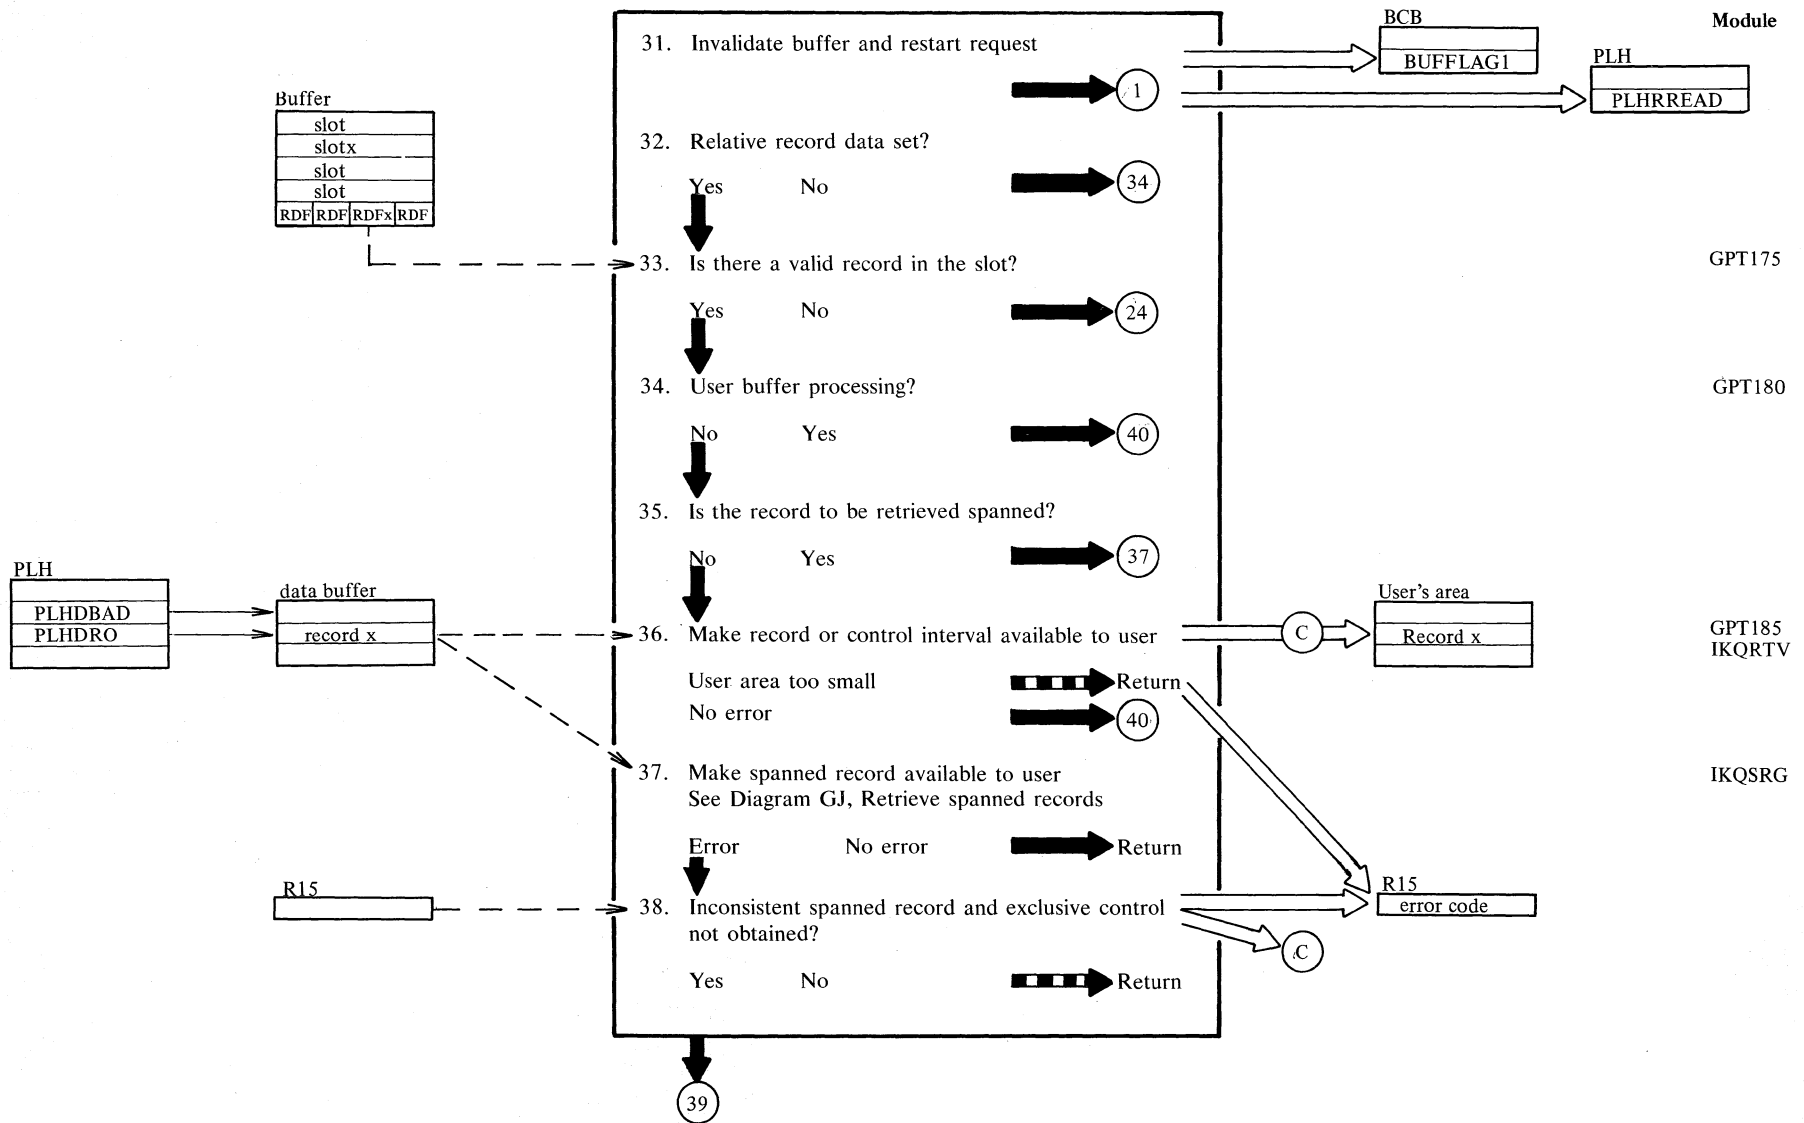 BCB
Module
31. Invalidate buffer and restart request
PLH
BUFFLAG1
1
PLHRREAD
Buffer
slot
slotx
slot
slot
RDF RDF RDFx RDF
32. Relative record data set?
Yes No 34
33. Is there a valid record in the slot?
GPT175
Yes No 24
34. User buffer processing?
GPT180
No Yes 40
35. Is the record to be retrieved spanned?
No Yes 37
PLH
PLHDBAD
PLHDRO
data buffer
record x
36. Make record or control interval available to user
C
User's area
Record x
GPT185
IKQRTV
User area too small Return
No error 40
37. Make spanned record available to user
See Diagram GJ, Retrieve spanned records
IKQSRG
Error No error Return
R15
38. Inconsistent spanned record and exclusive control
not obtained?
R15
error code
C
Yes No Return
39